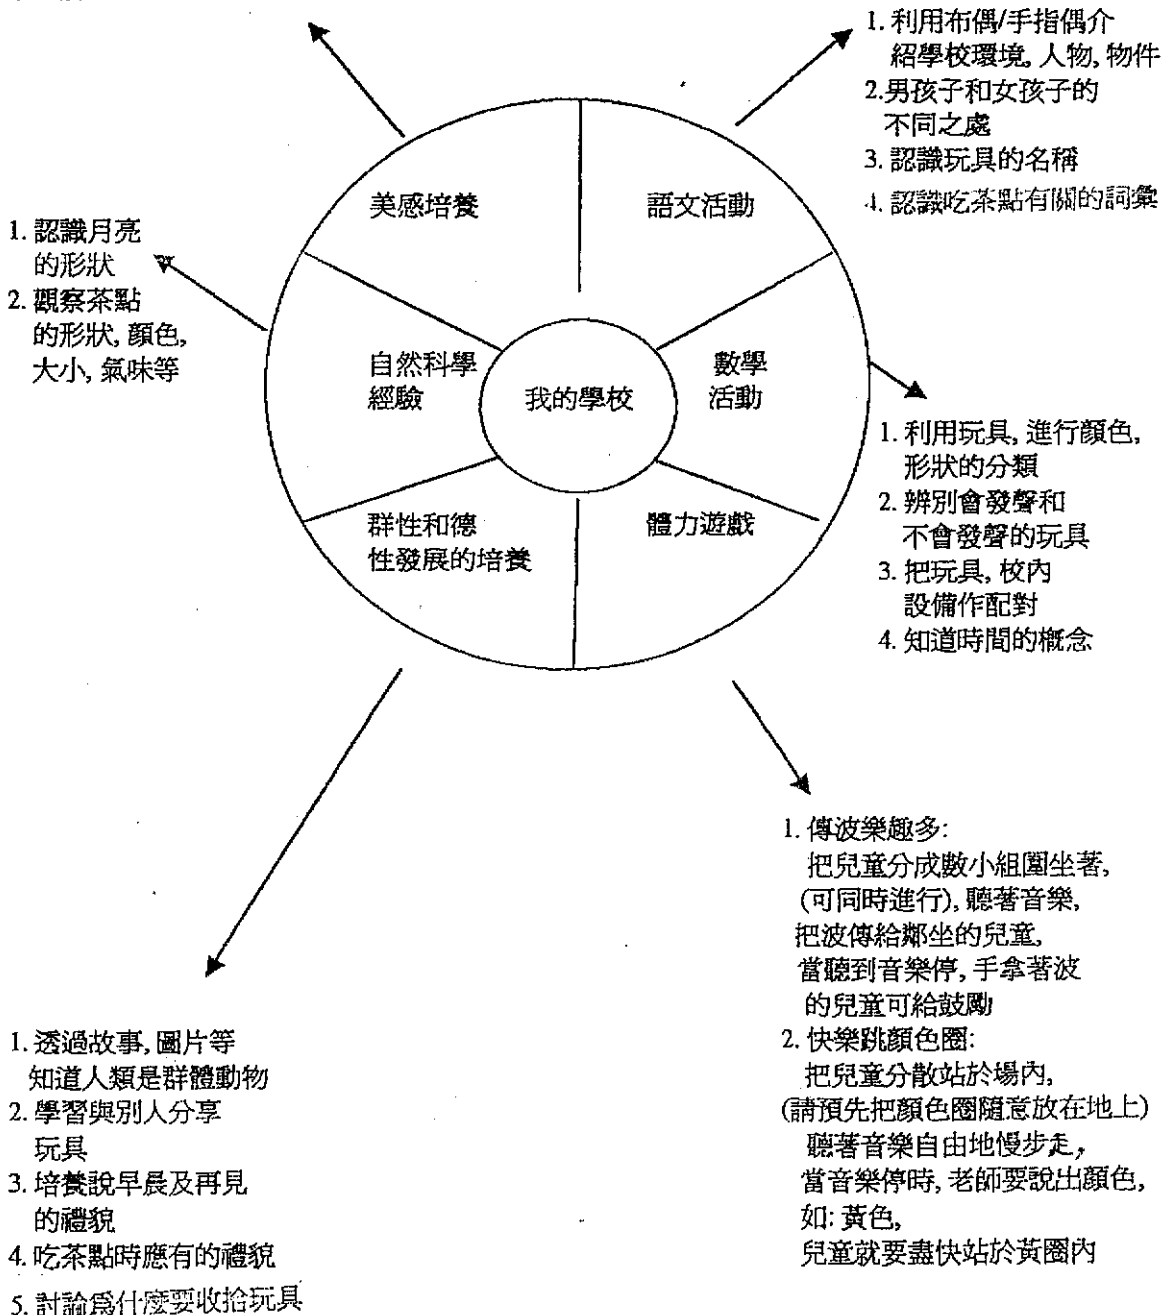 1. 利用布偶/手指偶介
紹學校環境, 人物, 物件
2.男孩子和女孩子的
不同之處
3. 認識玩具的名稱
4. 認識吃茶點有關的詞彙
美感培養
語文活動
1. 認識月亮
的形狀
2. 觀察茶點
的形狀, 顏色,
大小, 氣味等
自然科學
經驗
我的學校
數學
活動
1. 利用玩具, 進行顏色,
形狀的分類
2. 辨別會發聲和
不會發聲的玩具
3. 把玩具, 校內
設備作配對
4. 知道時間的概念
群性和德
性發展的培養
體力遊戲
1. 傳波樂趣多:
把兒童分成數小組圍坐著,
(可同時進行), 聽著音樂,
把波傳給鄰坐的兒童,
當聽到音樂停, 手拿著波
的兒童可給鼓勵
2. 快樂跳顏色圈:
把兒童分散站於場內,
(請預先把顏色圈隨意放在地上)
聽著音樂自由地慢步走,
當音樂停時, 老師要說出顏色,
如: 黃色,
兒童就要盡快站於黃圈內
1. 透過故事, 圖片等
知道人類是群體動物
2. 學習與別人分享
玩具
3. 培養說早晨及再見
的禮貌
4. 吃茶點時應有的禮貌
5. 討論爲什麼要收拾玩具